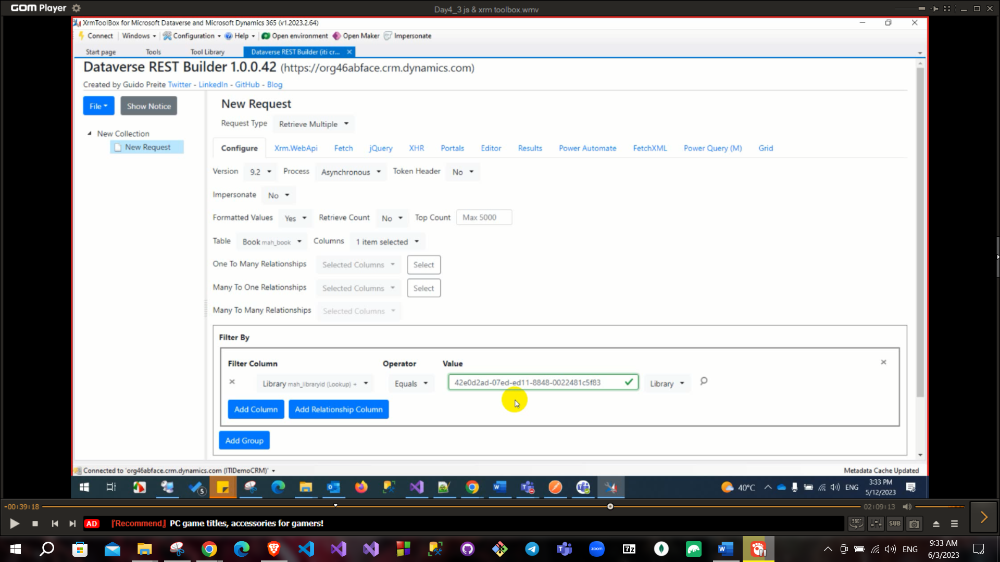 GOM Player
Day4_3 js & xrm toolbox.wmv
XrmToolBox for Microsoft Dataverse and Microsoft Dynamics 365 (v1.2023.2.64)
Connect Windows Configuration Help Open environment Open Maker Impersonate
Start page Tools Tool Library Dataverse REST Builder (iti cr...
Dataverse REST Builder 1.0.0.42 (https://org46abface.crm.dynamics.com)
Created by Guido Preite Twitter - LinkedIn - GitHub - Blog
File Show Notice
New Collection
New Request
New Request
Request Type Retrieve Multiple
Configure Xrm.WebApi Fetch jQuery XHR Portals Editor Results Power Automate FetchXML Power Query (M) Grid
Version 9.2 Process Asynchronous Token Header No
Impersonate No
Formatted Values Yes Retrieve Count No Top Count Max 5000
Table Book mah_book Columns 1 item selected
One To Many Relationships Selected Columns Select
Many To One Relationships Selected Columns Select
Many To Many Relationships Selected Columns
Filter By
Filter Column Operator Value
Library mah_libraryid (Lookup) + Equals 42e0d2ad-07ed-ed11-8848-0022481c5f83 Library
Add Column Add Relationship Column
Add Group
Connected to 'org46abface.crm.dynamics.com (ITIDemoCRM)' Metadata Cache Updated
5 40°C ENG 3:33 PM
5/12/2023
-00:39:18 02:09:13
AD 『Recommend』 PC game titles, accessories for gamers! 360° SUB
zoom 7z ENG 9:33 AM
6/3/2023